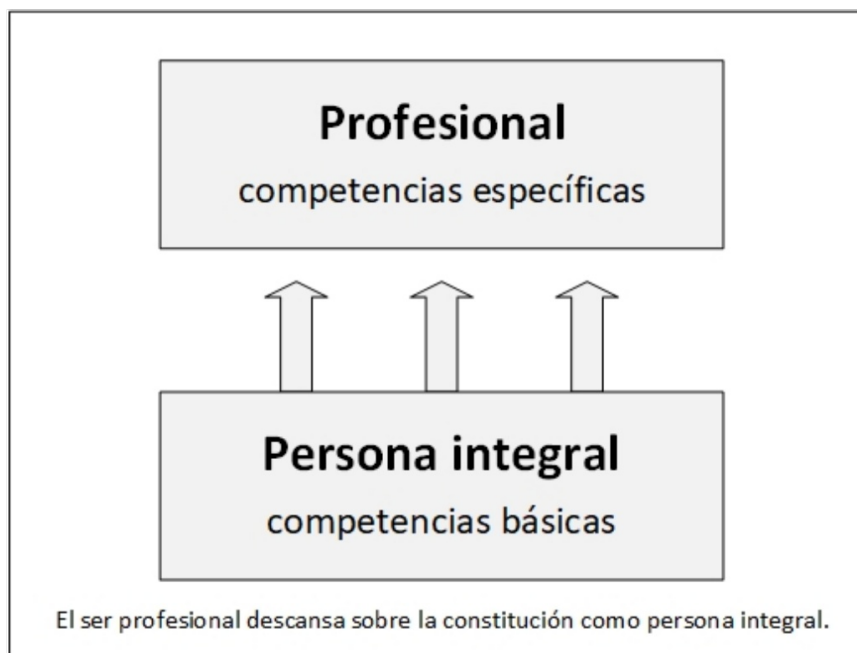 Profesional
competencias específicas
Persona integral
competencias básicas
El ser profesional descansa sobre la constitución como persona integral.